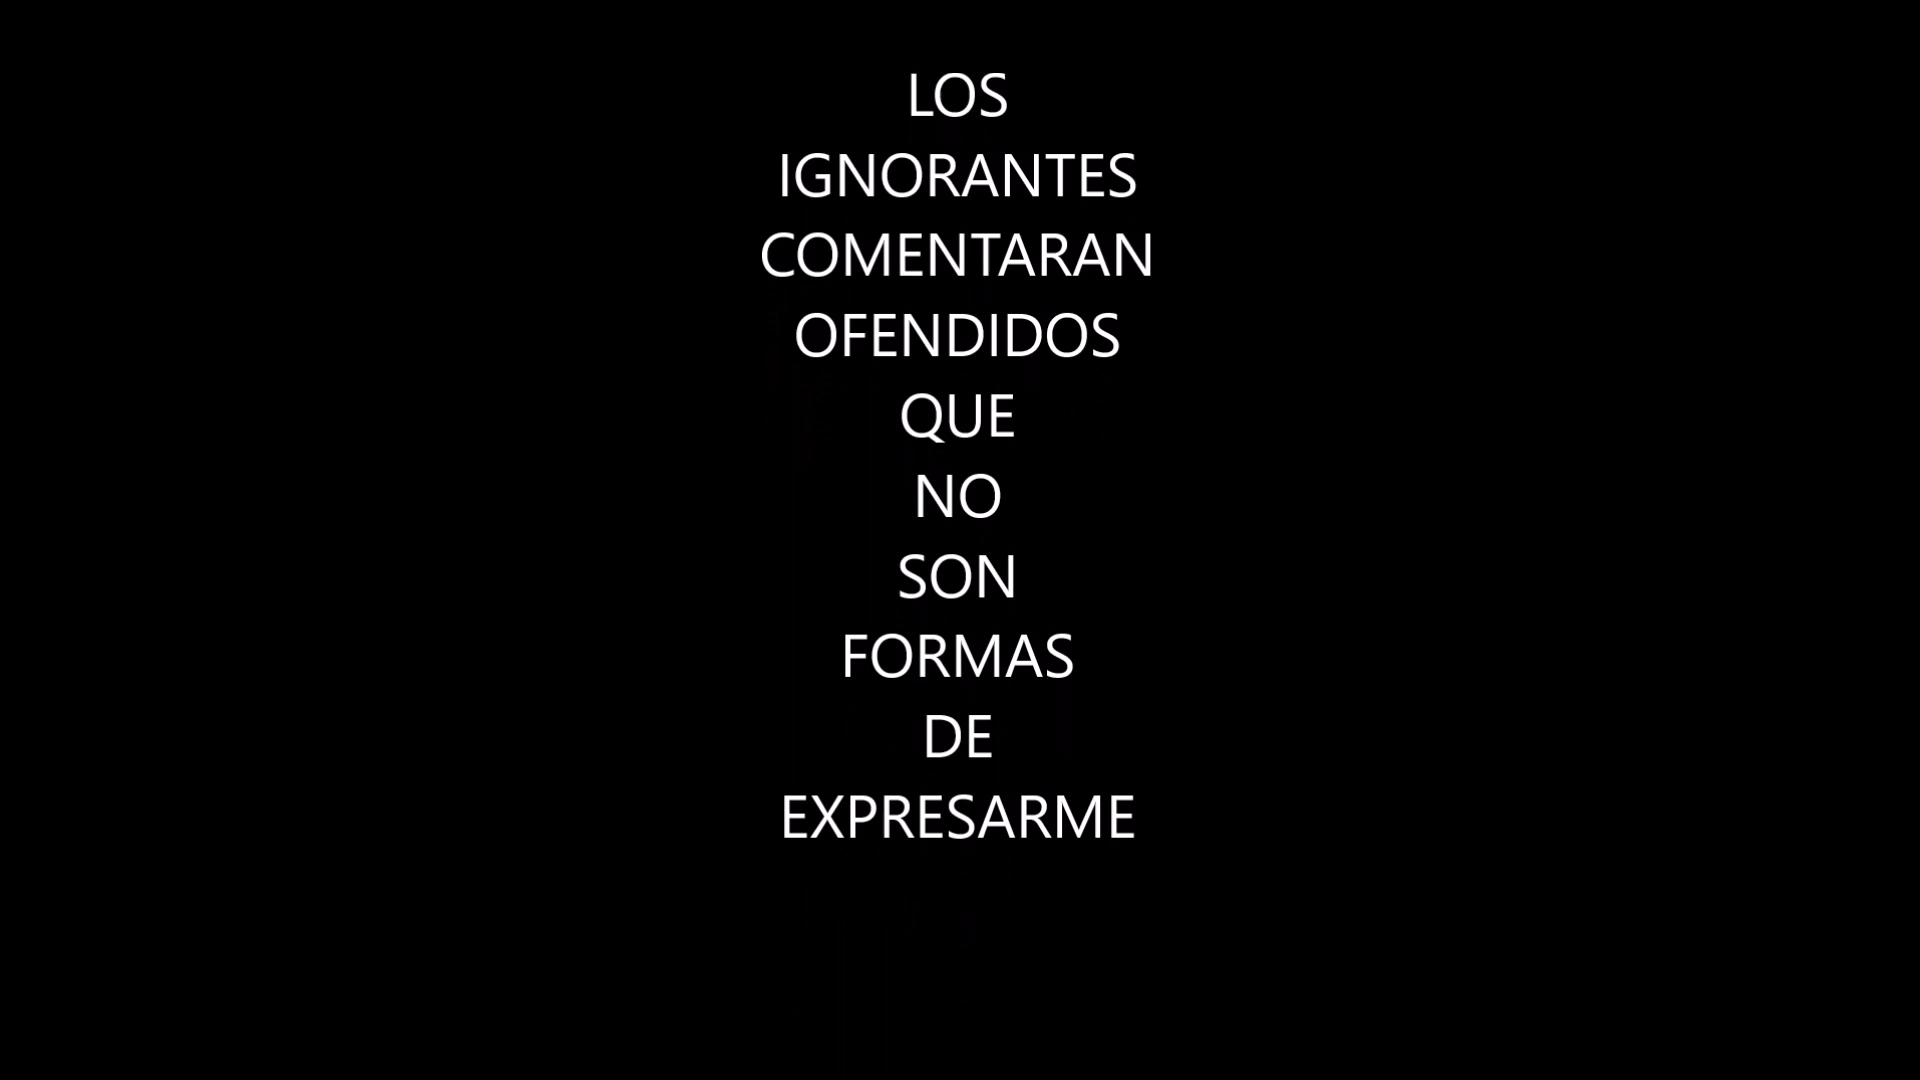 LOS
IGNORANTES
COMENTARAN
OFENDIDOS
QUE
NO
SON
FORMAS
DE
EXPRESARME